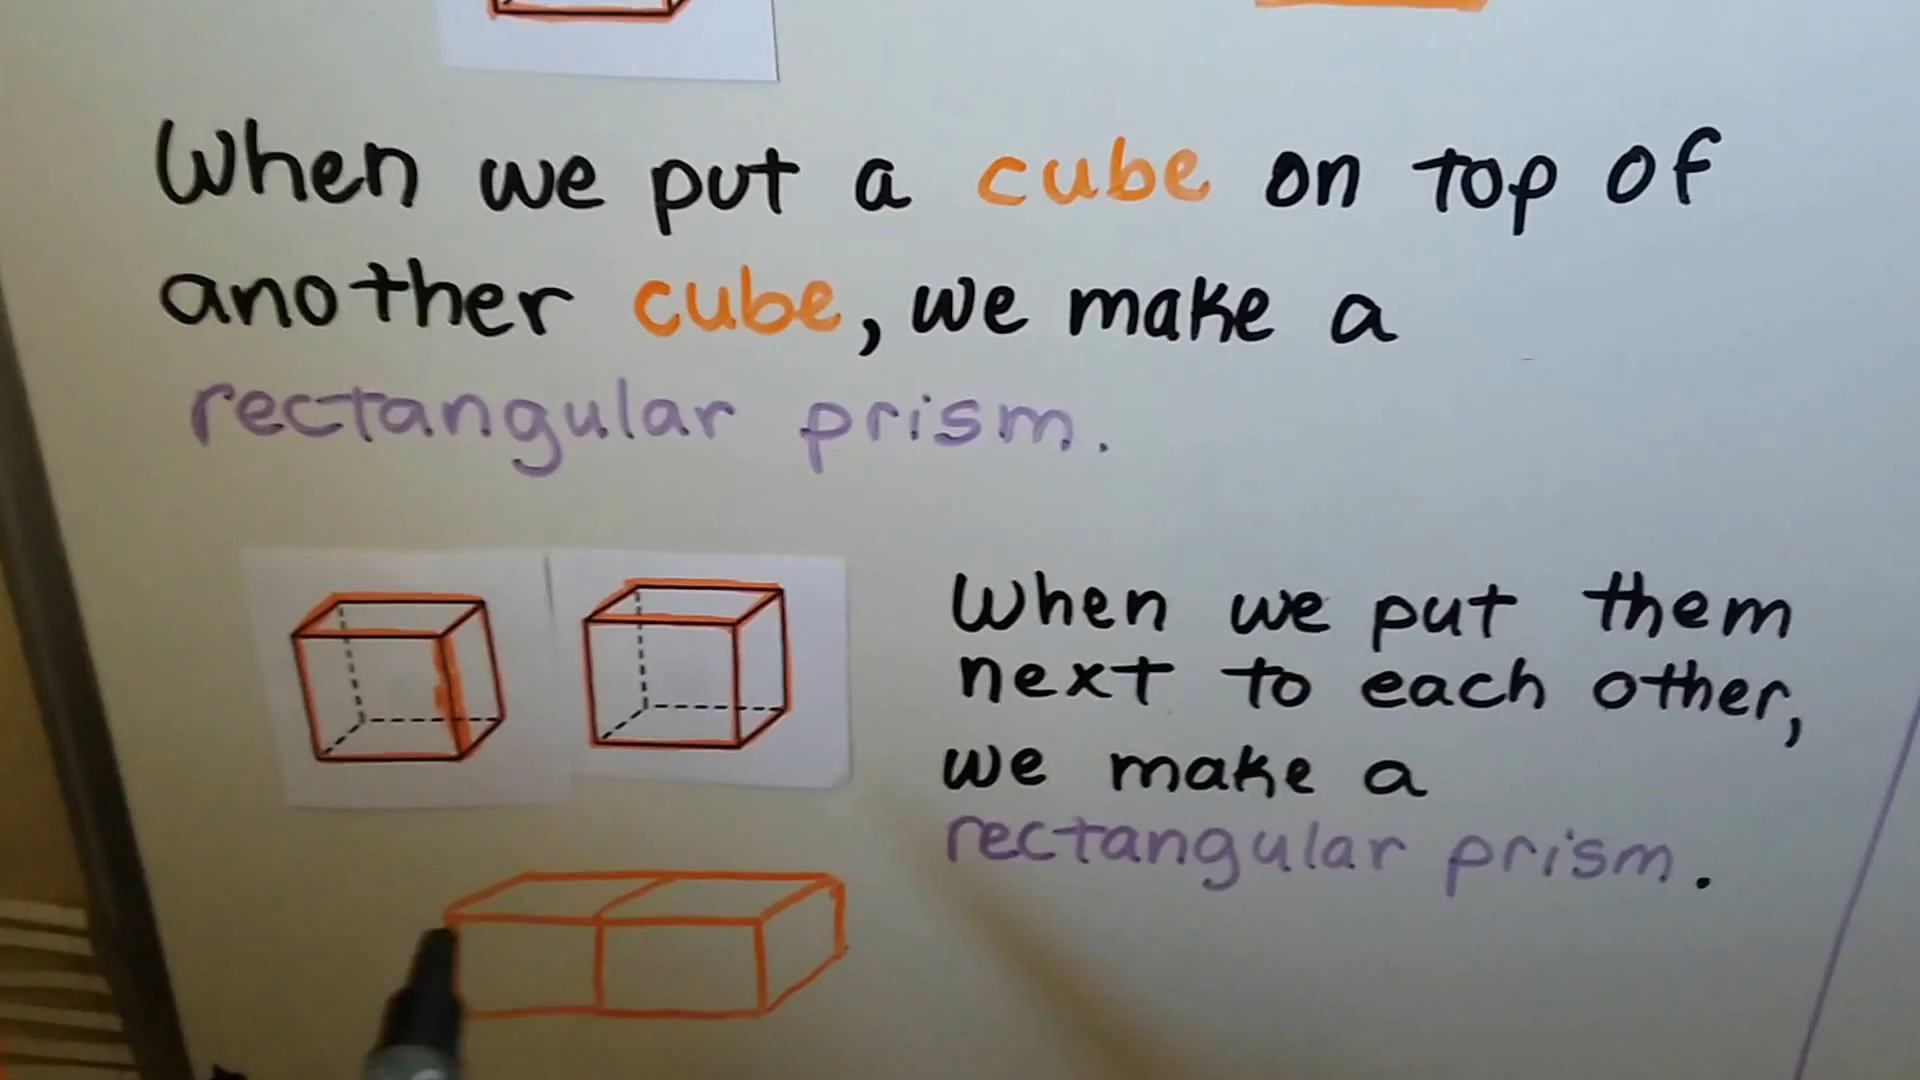 When we put a cube on top of
another cube, we make a
rectangular prism.
When we put them
next to each other,
we make a
rectangular prism.